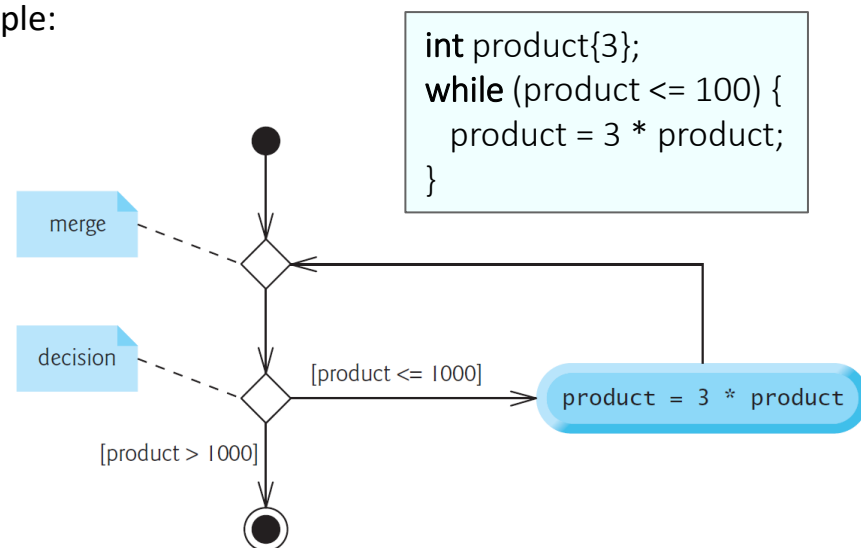 ple:
int product{3};
while (product <= 100) {
product = 3 * product;
}
merge
decision
[product <= 1000]
product = 3 * product
[product > 1000]